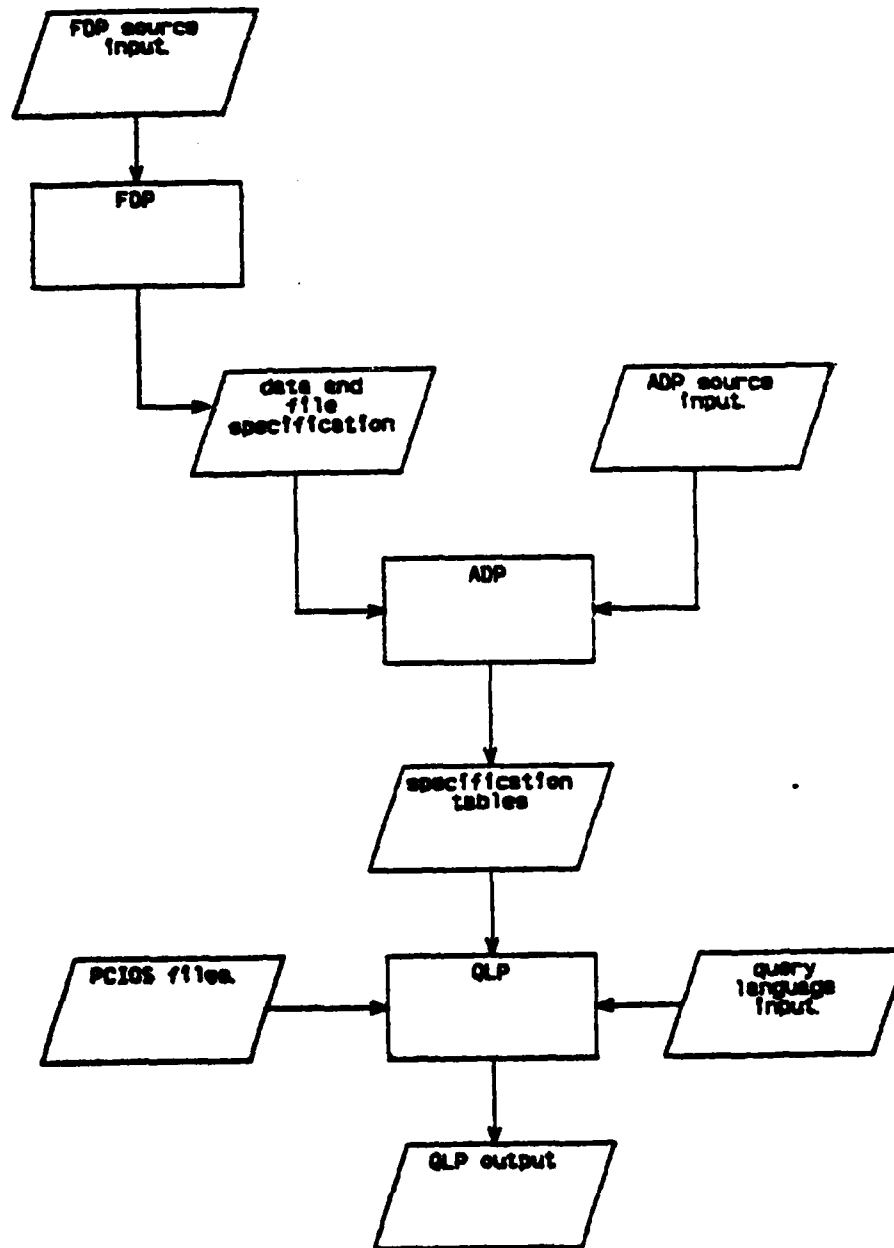 FDP source
input.
FDP
data and
file
specification
ADP source
input.
ADP
specification
tables
PCIOS files.
QLP
query
language
input.
QLP output